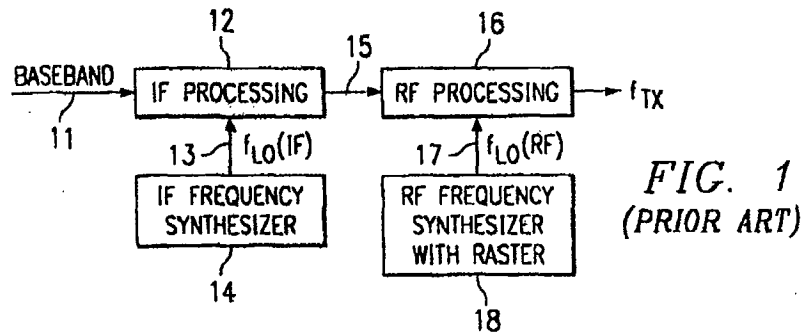 12
16
BASEBAND
IF PROCESSING
15
RF PROCESSING
f_TX
11
13
f_LO(IF)
17
f_LO(RF)
IF FREQUENCY
SYNTHESIZER
RF FREQUENCY
SYNTHESIZER
WITH RASTER
FIG. 1
(PRIOR ART)
14
18